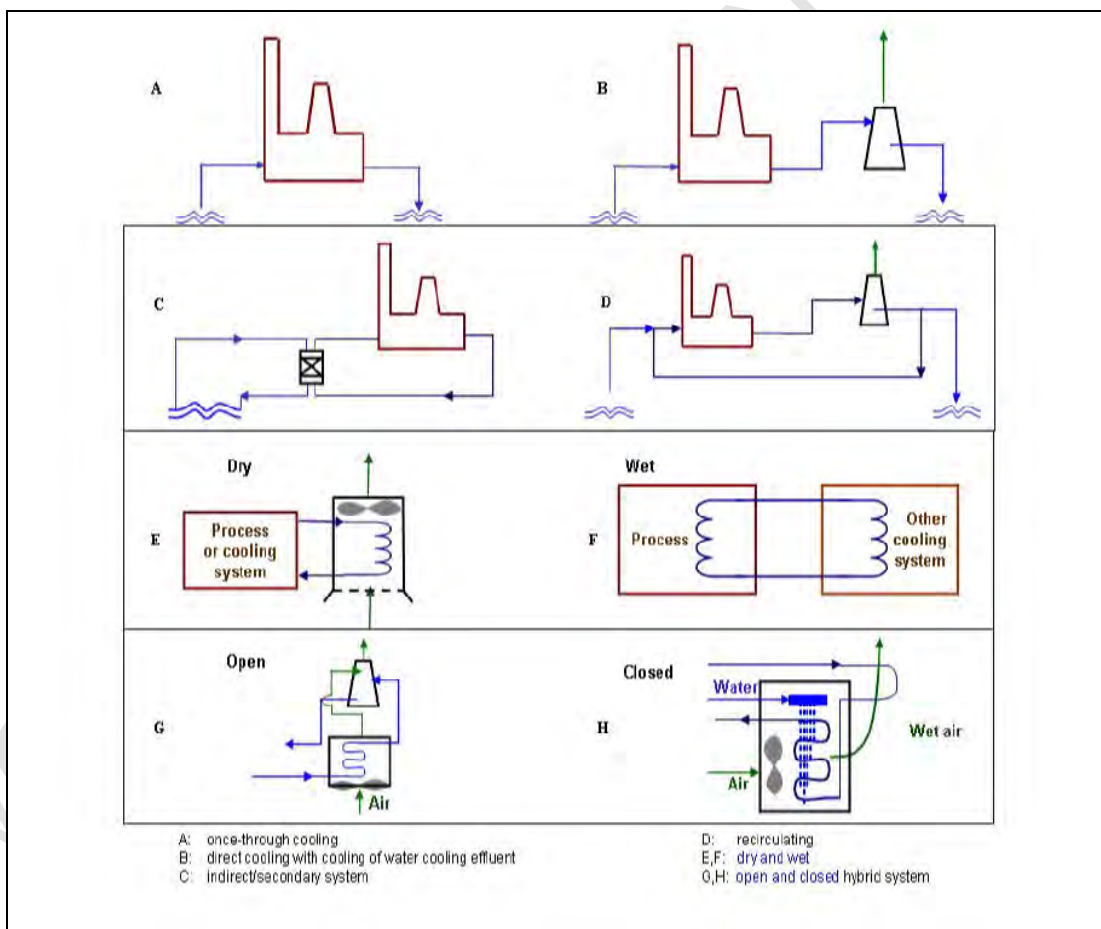 A
B
C
D
Dry
Wet
E
Process
or cooling
system
F
Process
Other
cooling
system
Open
Closed
G
Air
H
Water
Air
Wet air
A: once-through cooling
B: direct cooling with cooling of water cooling effluent
C: indirect/secondary system
D: recirculating
E,F: dry and wet
G,H: open and closed hybrid system